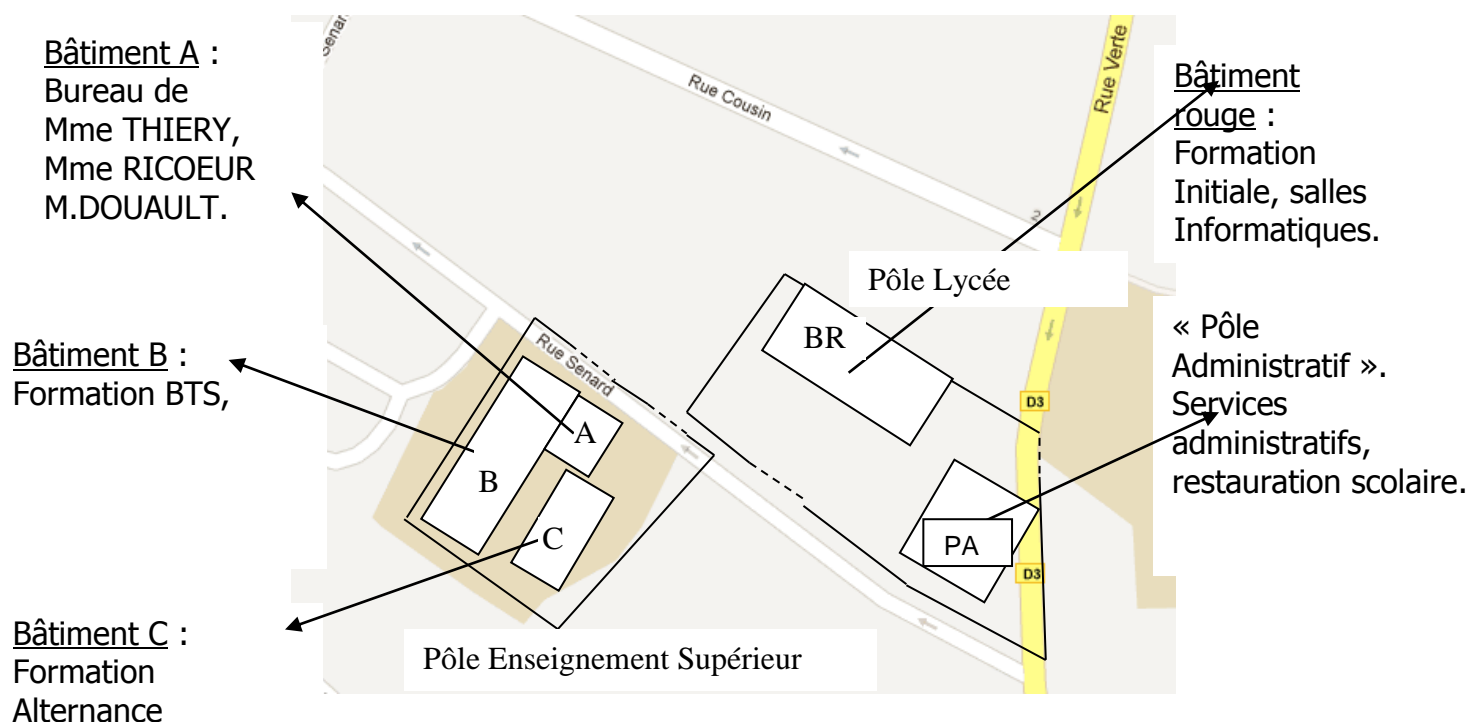 Bâtiment A :
Bureau de
Mme THIERY,
Mme RICOEUR
M.DOUAULT.
Bâtiment B :
Formation BTS,
Bâtiment C :
Formation
Alternance
Senard
Rue Cousin
Rue Verte
2
Pôle Lycée
BR
Rue Senard
D3
A
B
C
PA
D3
Pôle Enseignement Supérieur
Bâtiment
rouge :
Formation
Initiale, salles
Informatiques.
« Pôle
Administratif ».
Services
administratifs,
restauration scolaire.